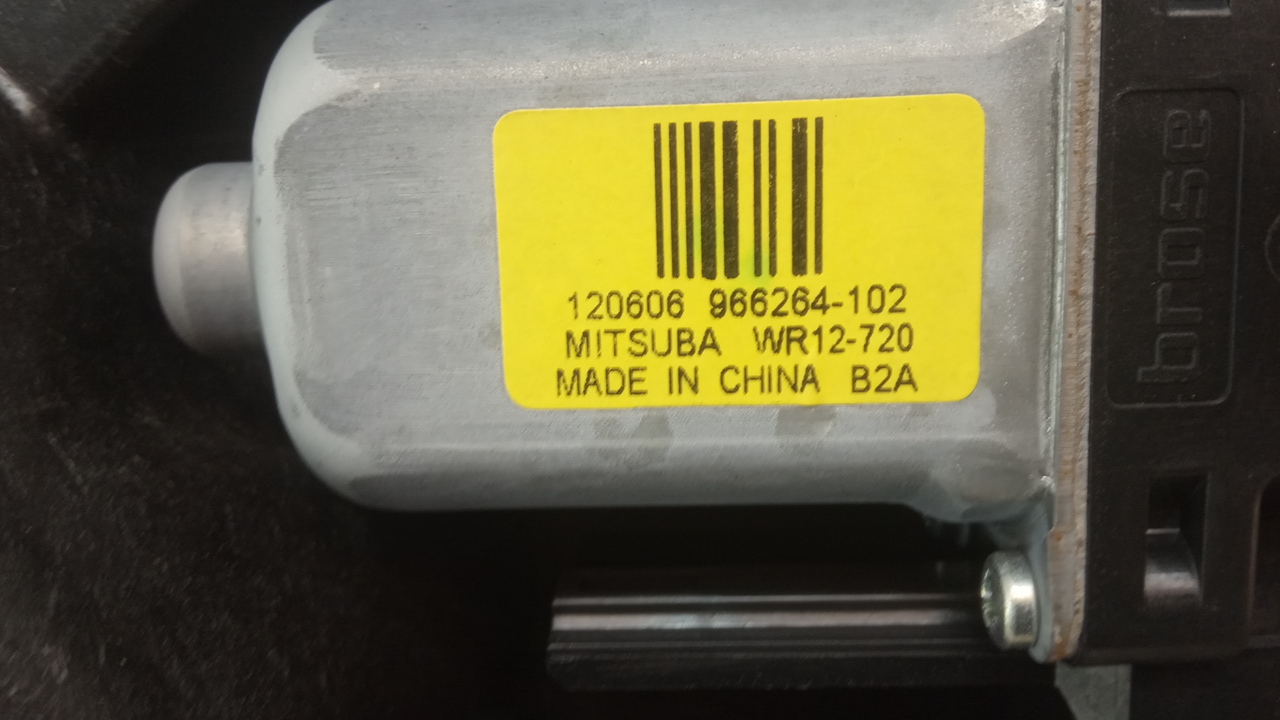 120606 966264-102
MITSUBA WR12-720
MADE IN CHINA B2A
brose